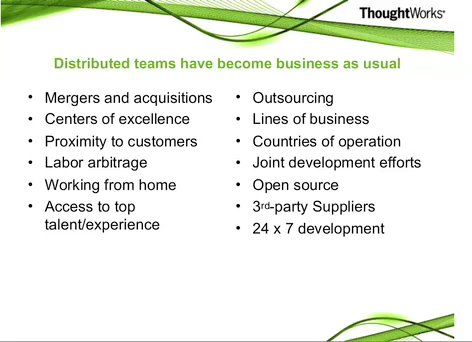 ThoughtWorks®
Distributed teams have become business as usual
• Mergers and acquisitions
• Centers of excellence
• Proximity to customers
• Labor arbitrage
• Working from home
• Access to top
talent/experience
• Outsourcing
• Lines of business
• Countries of operation
• Joint development efforts
• Open source
• 3rd-party Suppliers
• 24 x 7 development